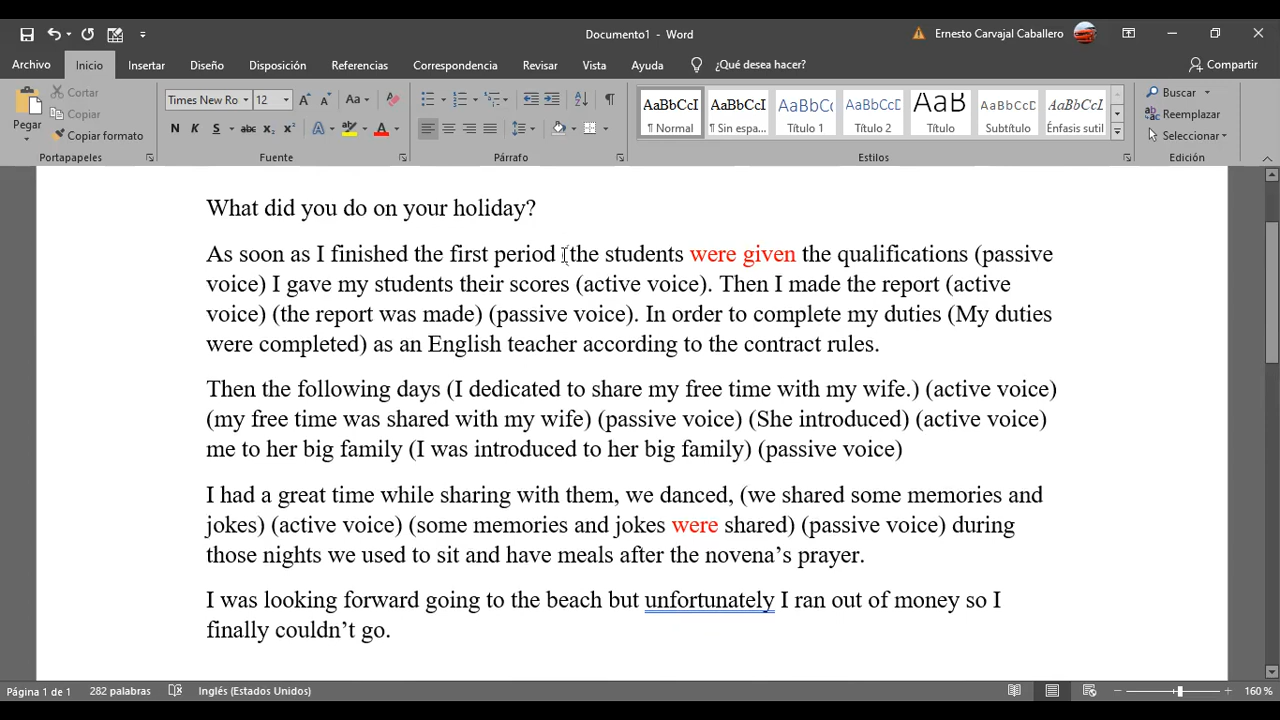 Documento1 - Word
Ernesto Carvajal Caballero
Archivo Inicio Insertar Diseño Disposición Referencias Correspondencia Revisar Vista Ayuda ¿Qué desea hacer? Compartir
Pegar
Cortar
Copiar
Copiar formato
Portapapeles
Times New Ro 12
Aa
N K S abc x₂ x² A A
Fuente
Párrafo
AaBbCcI AaBbCcI AaBbC AaBbCcD AaB AaBbCcD AaBbCcD
¶ Normal ¶ Sin espa... Título 1 Título 2 Título Subtítulo Énfasis sutil
Estilos
Buscar
Reemplazar
Seleccionar
Edición
What did you do on your holiday?
As soon as I finished the first period (the students were given the qualifications (passive
voice) I gave my students their scores (active voice). Then I made the report (active
voice) (the report was made) (passive voice). In order to complete my duties (My duties
were completed) as an English teacher according to the contract rules.
Then the following days (I dedicated to share my free time with my wife.) (active voice)
(my free time was shared with my wife) (passive voice) (She introduced) (active voice)
me to her big family (I was introduced to her big family) (passive voice)
I had a great time while sharing with them, we danced, (we shared some memories and
jokes) (active voice) (some memories and jokes were shared) (passive voice) during
those nights we used to sit and have meals after the novena’s prayer.
I was looking forward going to the beach but unfortunately I ran out of money so I
finally couldn’t go.
Página 1 de 1 282 palabras Inglés (Estados Unidos) 160 %